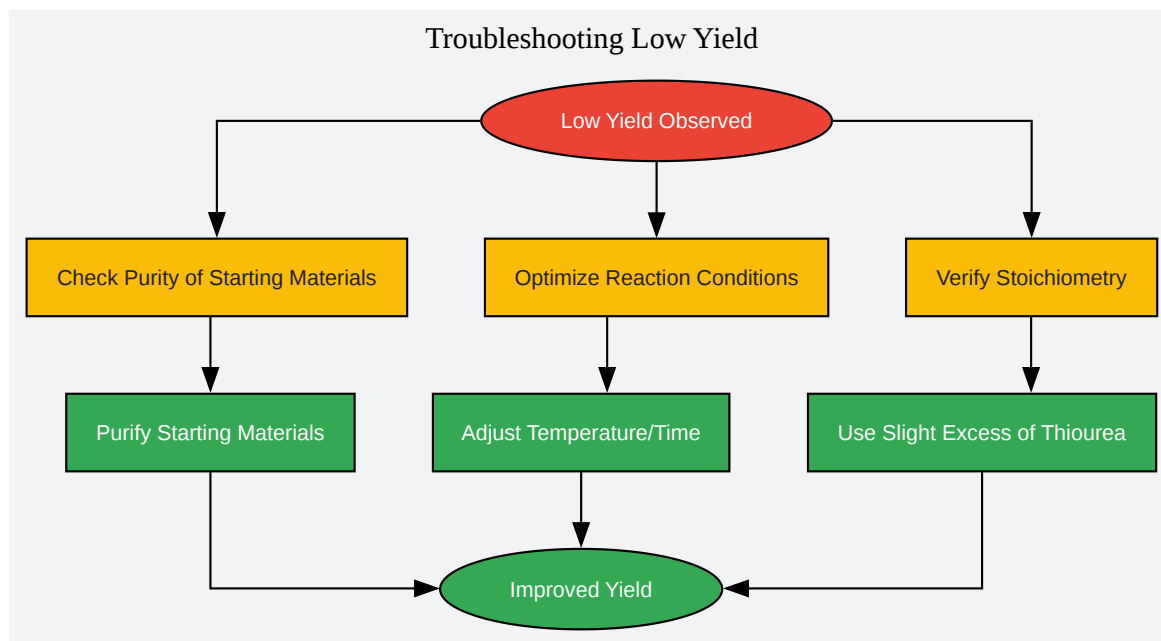 Troubleshooting Low Yield
Low Yield Observed
Check Purity of Starting Materials
Optimize Reaction Conditions
Verify Stoichiometry
Purify Starting Materials
Adjust Temperature/Time
Use Slight Excess of Thiourea
Improved Yield